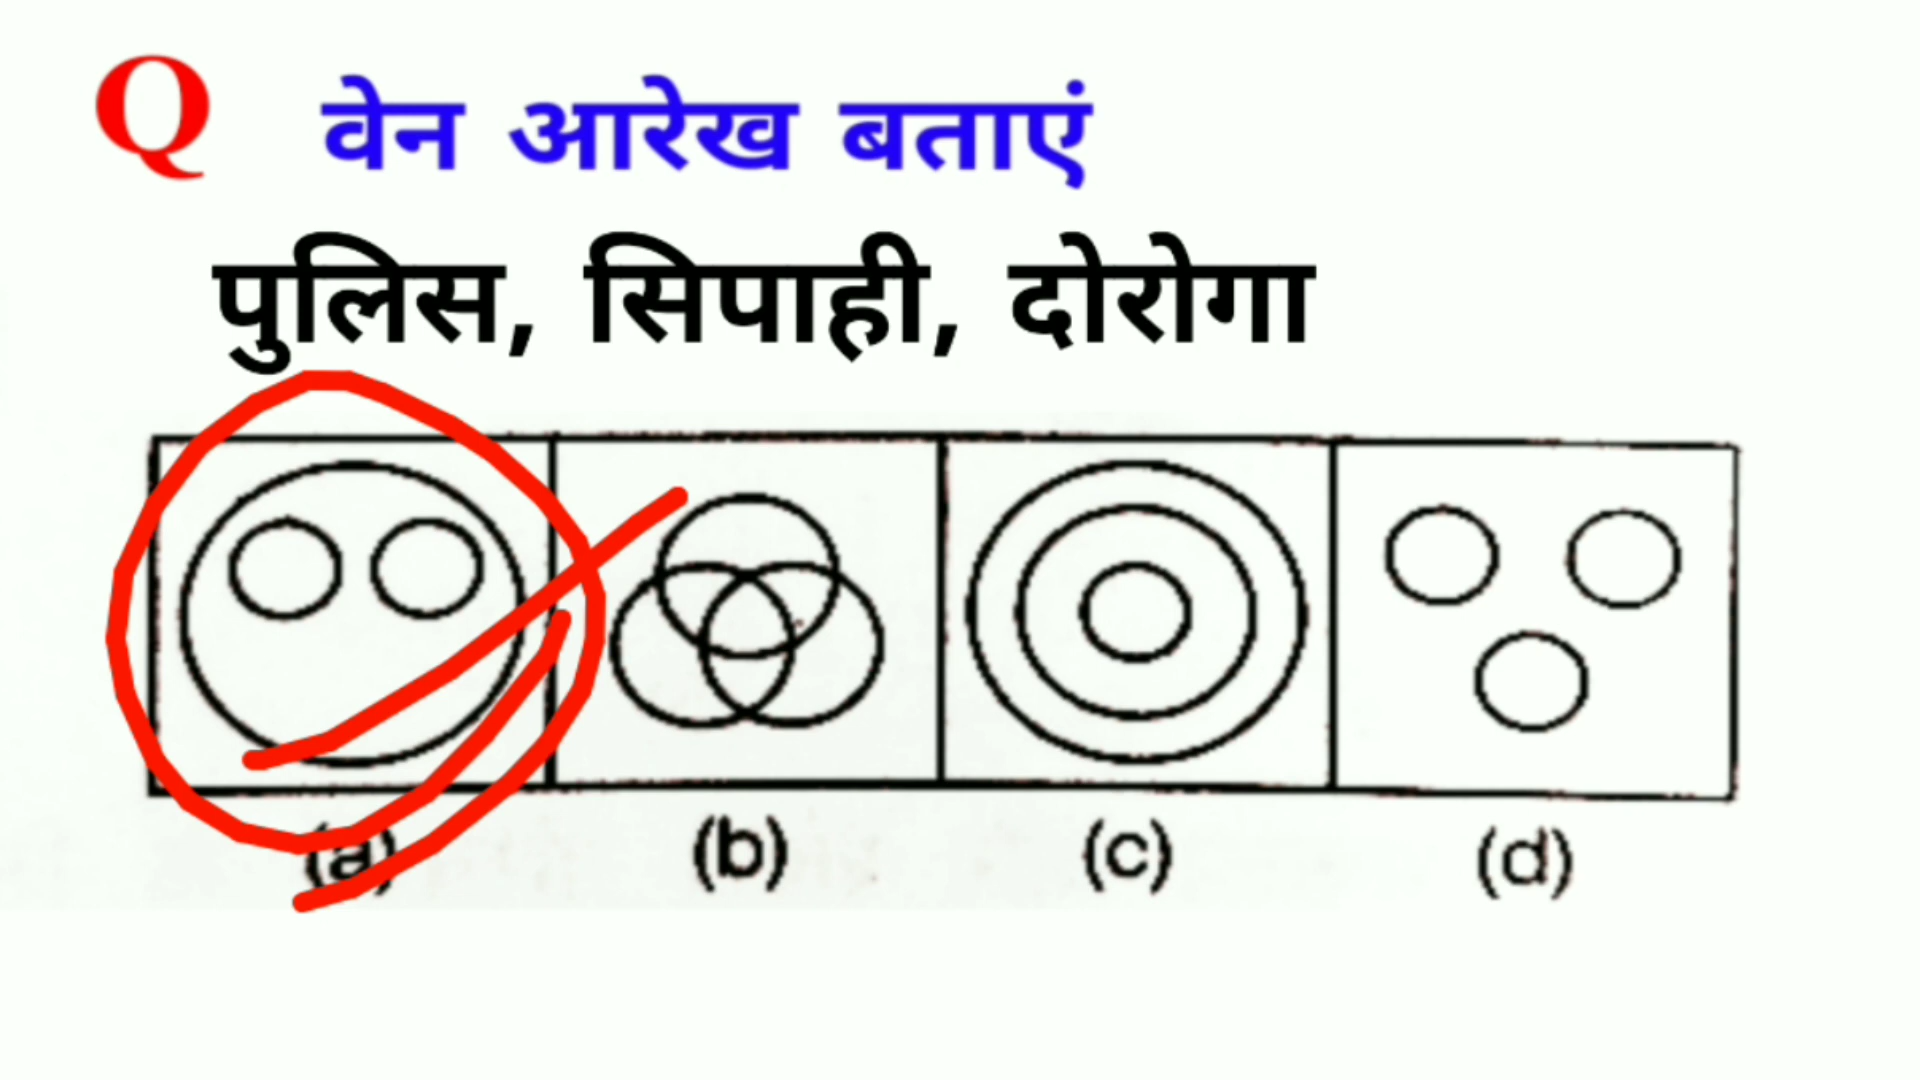 Q वेन आरेख बताएं
पुलिस, सिपाही, दोरोगा
(a) (b) (c) (d)